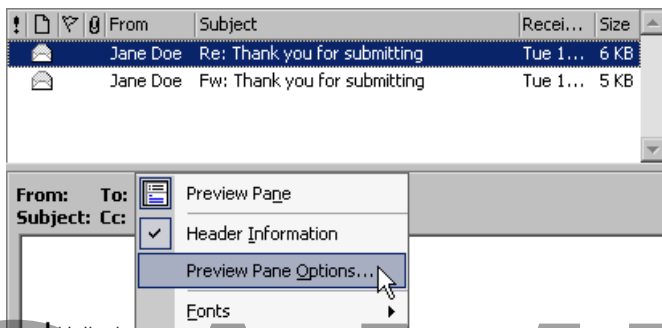 ! From Subject Recei... Size
Jane Doe Re: Thank you for submitting Tue 1... 6 KB
Jane Doe Fw: Thank you for submitting Tue 1... 5 KB
From: To:
Subject: Cc:
Preview Pane
Header Information
Preview Pane Options...
Fonts